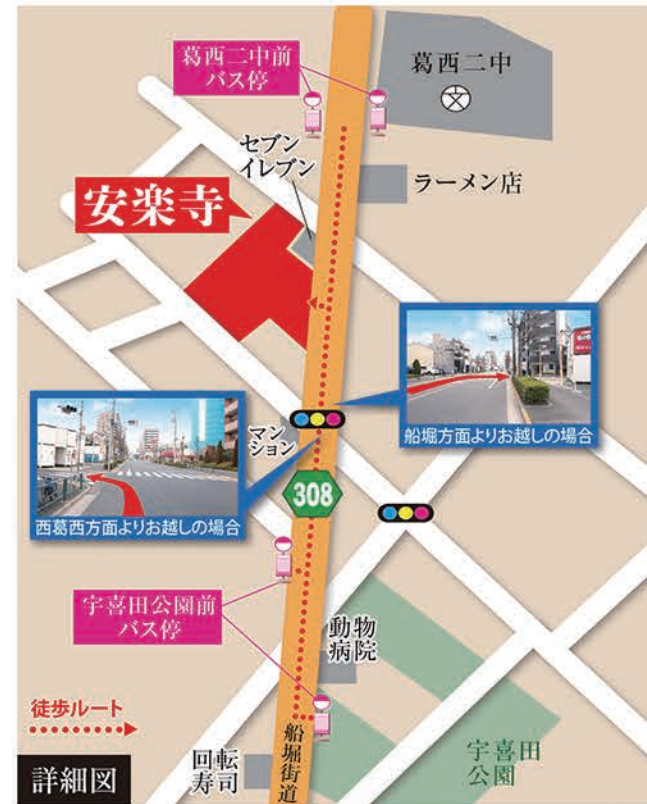 葛西二中前
バス停
葛西二中
セブン
イレブン
ラーメン店
安楽寺
船堀方面よりお越しの場合
マン
ション
西葛西方面よりお越しの場合
308
宇喜田公園前
バス停
動物
病院
徒歩ルート
船堀街道
回転
寿司
宇喜田
公園
詳細図